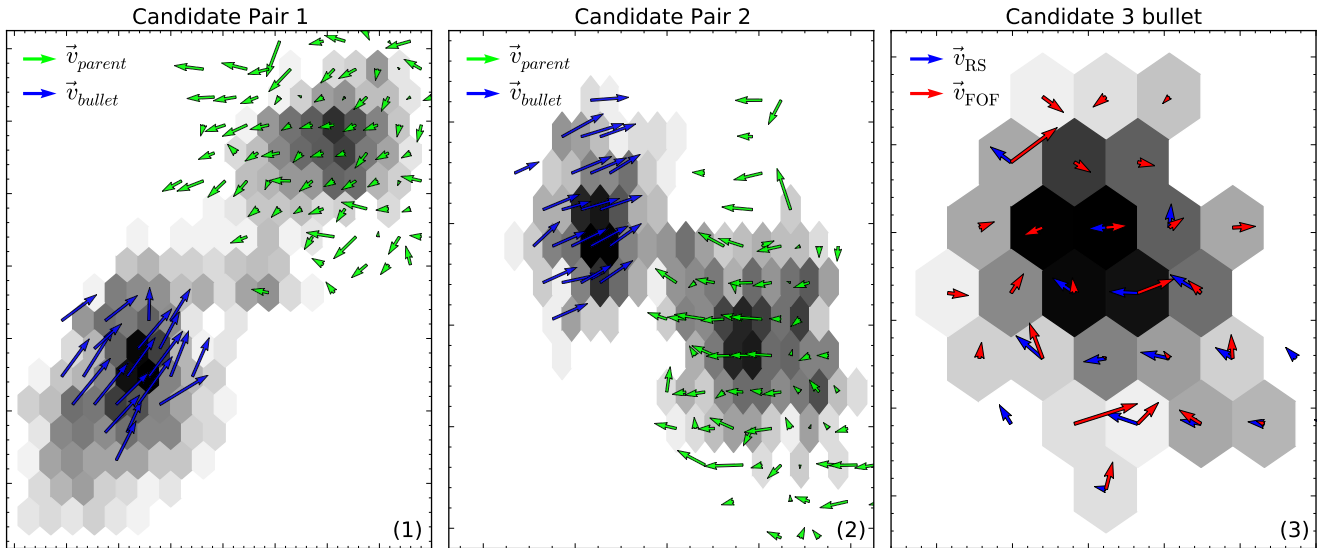 Candidate Pair 1
v⃗parent
v⃗bullet
(1)
Candidate Pair 2
v⃗parent
v⃗bullet
(2)
Candidate 3 bullet
v⃗RS
v⃗FOF
(3)